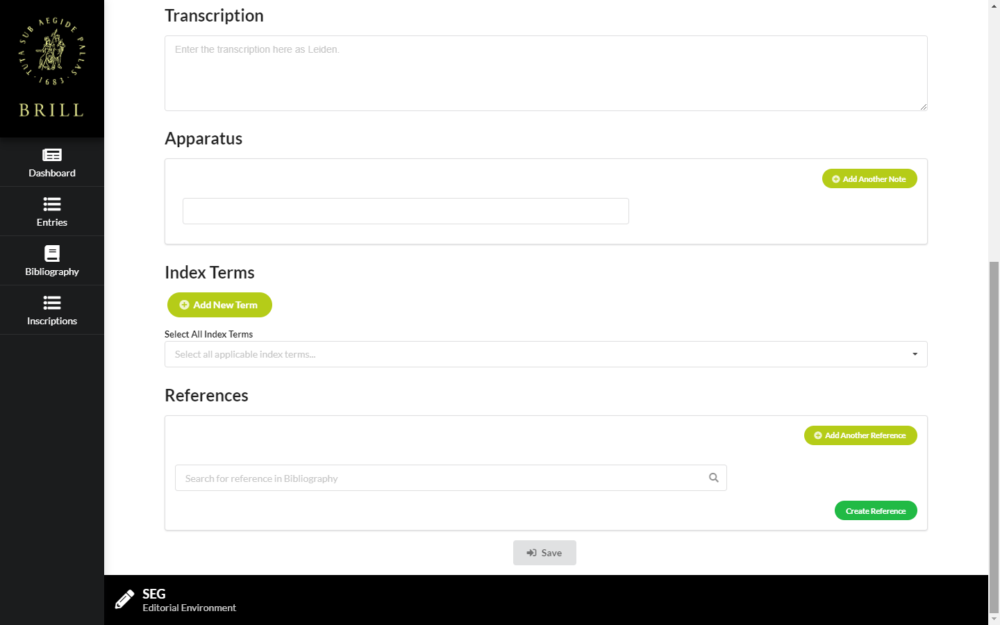 TUTA SUB AEGIDE PALLAS · 1683 ·
BRILL
Dashboard
Entries
Bibliography
Inscriptions
Transcription
Enter the transcription here as Leiden.
Apparatus
Add Another Note
Index Terms
Add New Term
Select All Index Terms
Select all applicable index terms...
References
Add Another Reference
Search for reference in Bibliography
Create Reference
Save
SEG
Editorial Environment